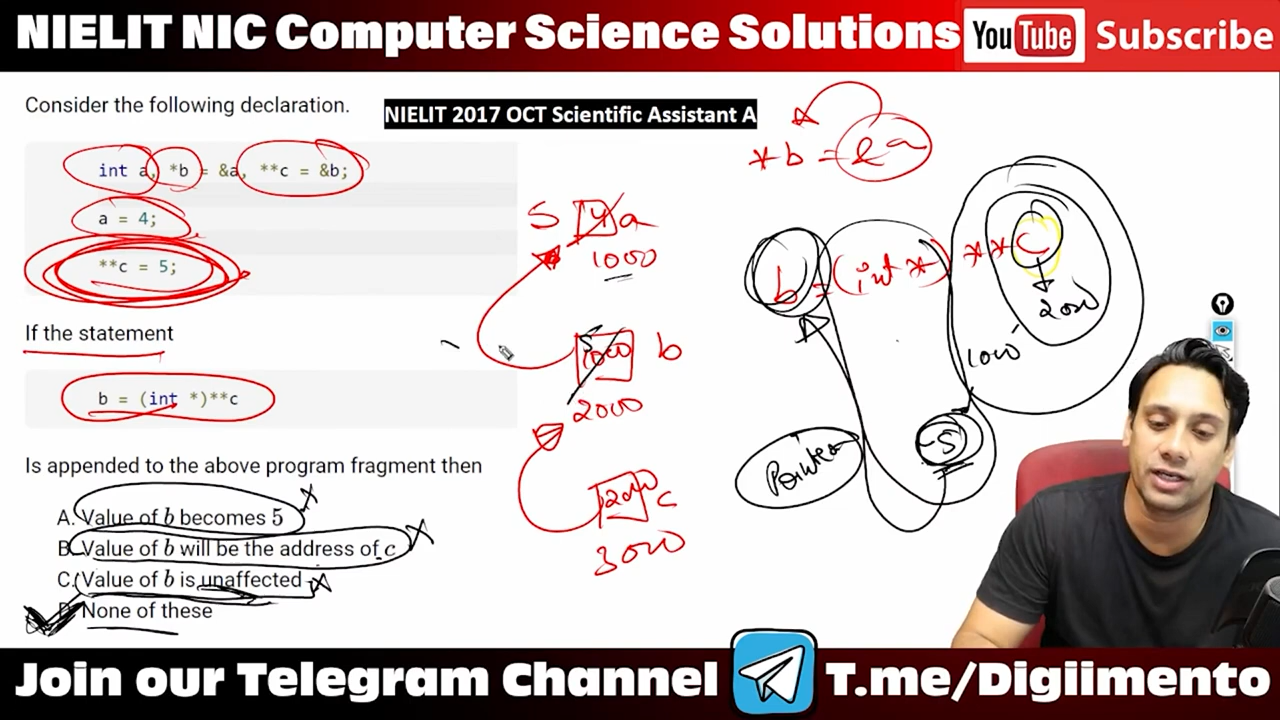 NIELIT NIC Computer Science Solutions
YouTube Subscribe
Consider the following declaration.
NIELIT 2017 OCT Scientific Assistant A
int a, *b = &a, **c = &b;
a = 4;
**c = 5;
If the statement
b = (int *)**c
Is appended to the above program fragment then
A. Value of b becomes 5
B. Value of b will be the address of c
C. Value of b is unaffected
D. None of these
*b = &a
5 4 a
1000
5 1000 b
2000
2000 c
3000
b = (int *) **c
2000
1000
5
Pointer
Join our Telegram Channel
T.me/Digiimento